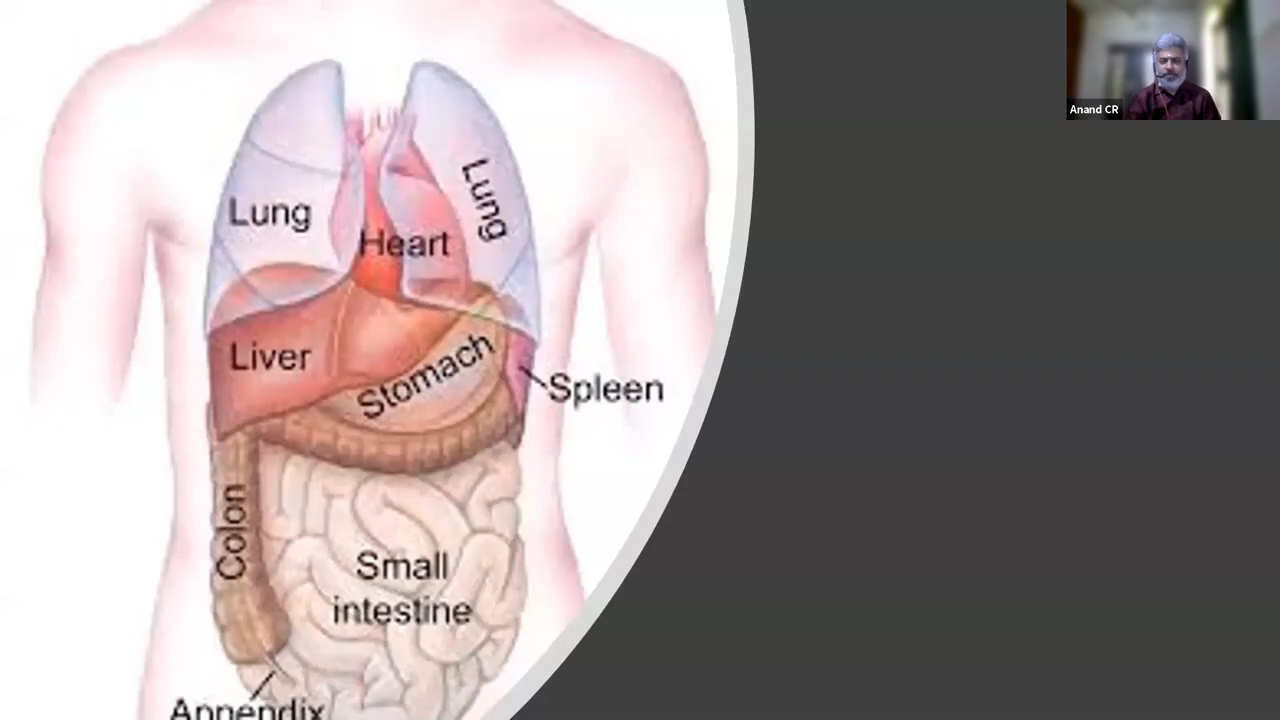 Anand CR
Lung
Lung
Heart
Liver
Stomach
Spleen
Colon
Small
intestine
Appendix